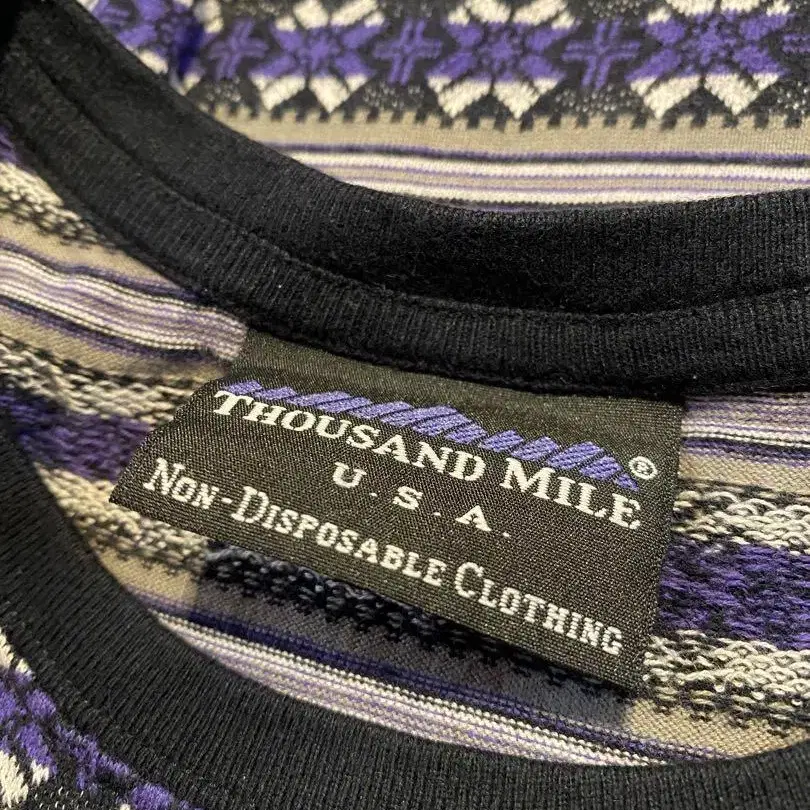 THOUSAND MILE®
U.S.A.
NON-DISPOSABLE CLOTHING